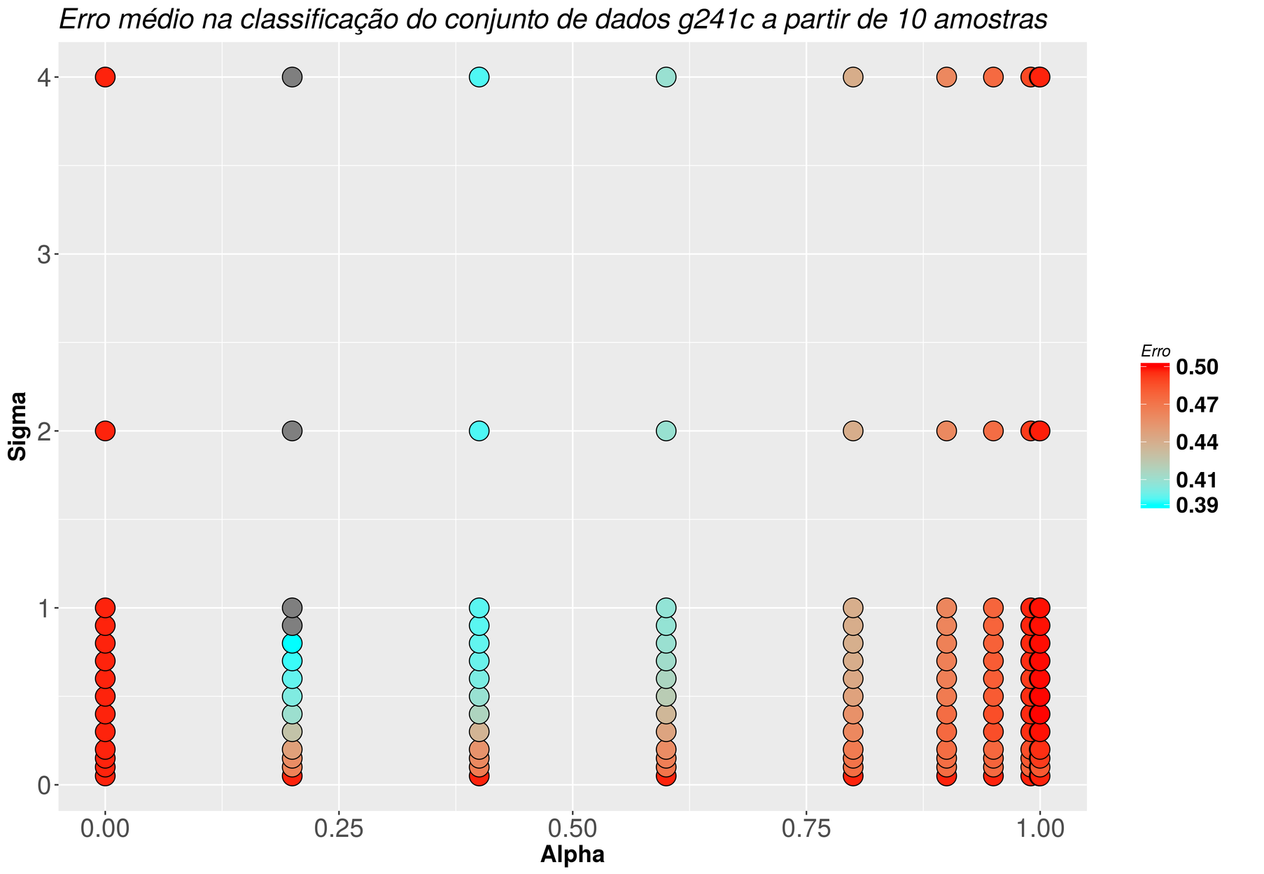 Erro médio na classificação do conjunto de dados g241c a partir de 10 amostras
4
3
2
1
0
Sigma
0.00 0.25 0.50 0.75 1.00
Alpha
Erro
0.50
0.47
0.44
0.41
0.39